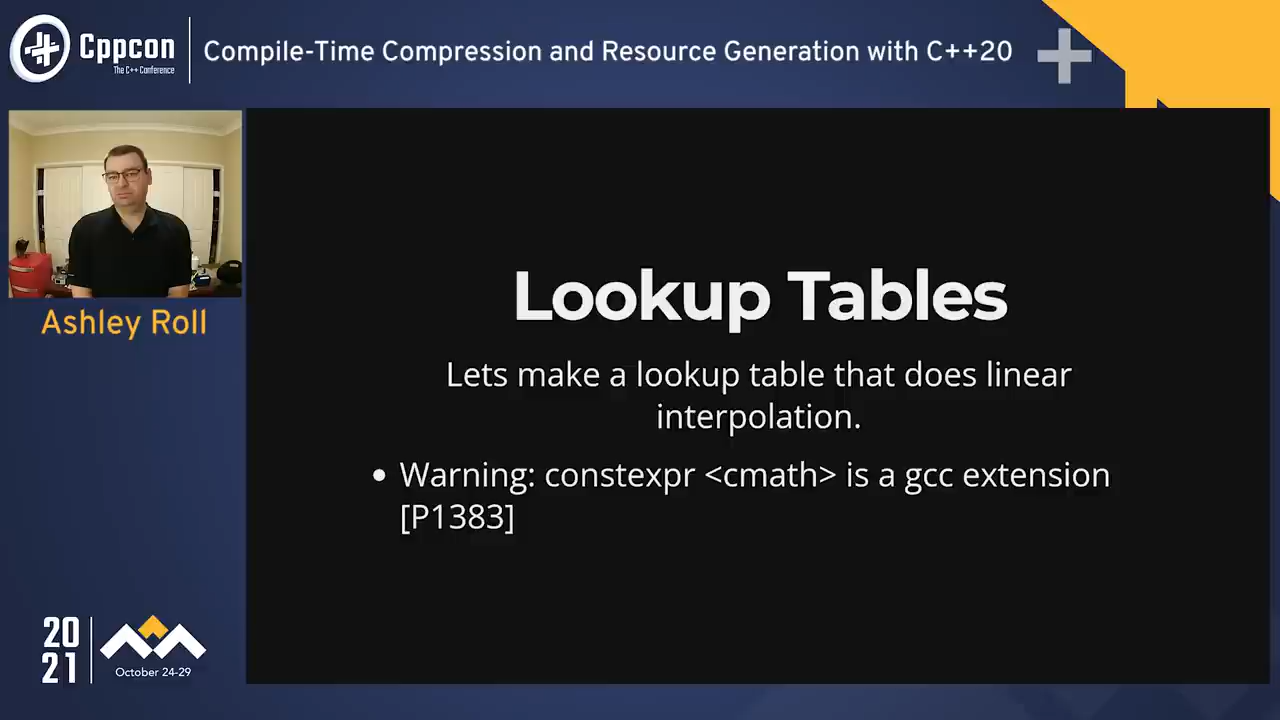 Cppcon
The C++ Conference
Compile-Time Compression and Resource Generation with C++20
Ashley Roll
Lookup Tables
Lets make a lookup table that does linear
interpolation.
• Warning: constexpr <cmath> is a gcc extension
[P1383]
20
21
October 24-29